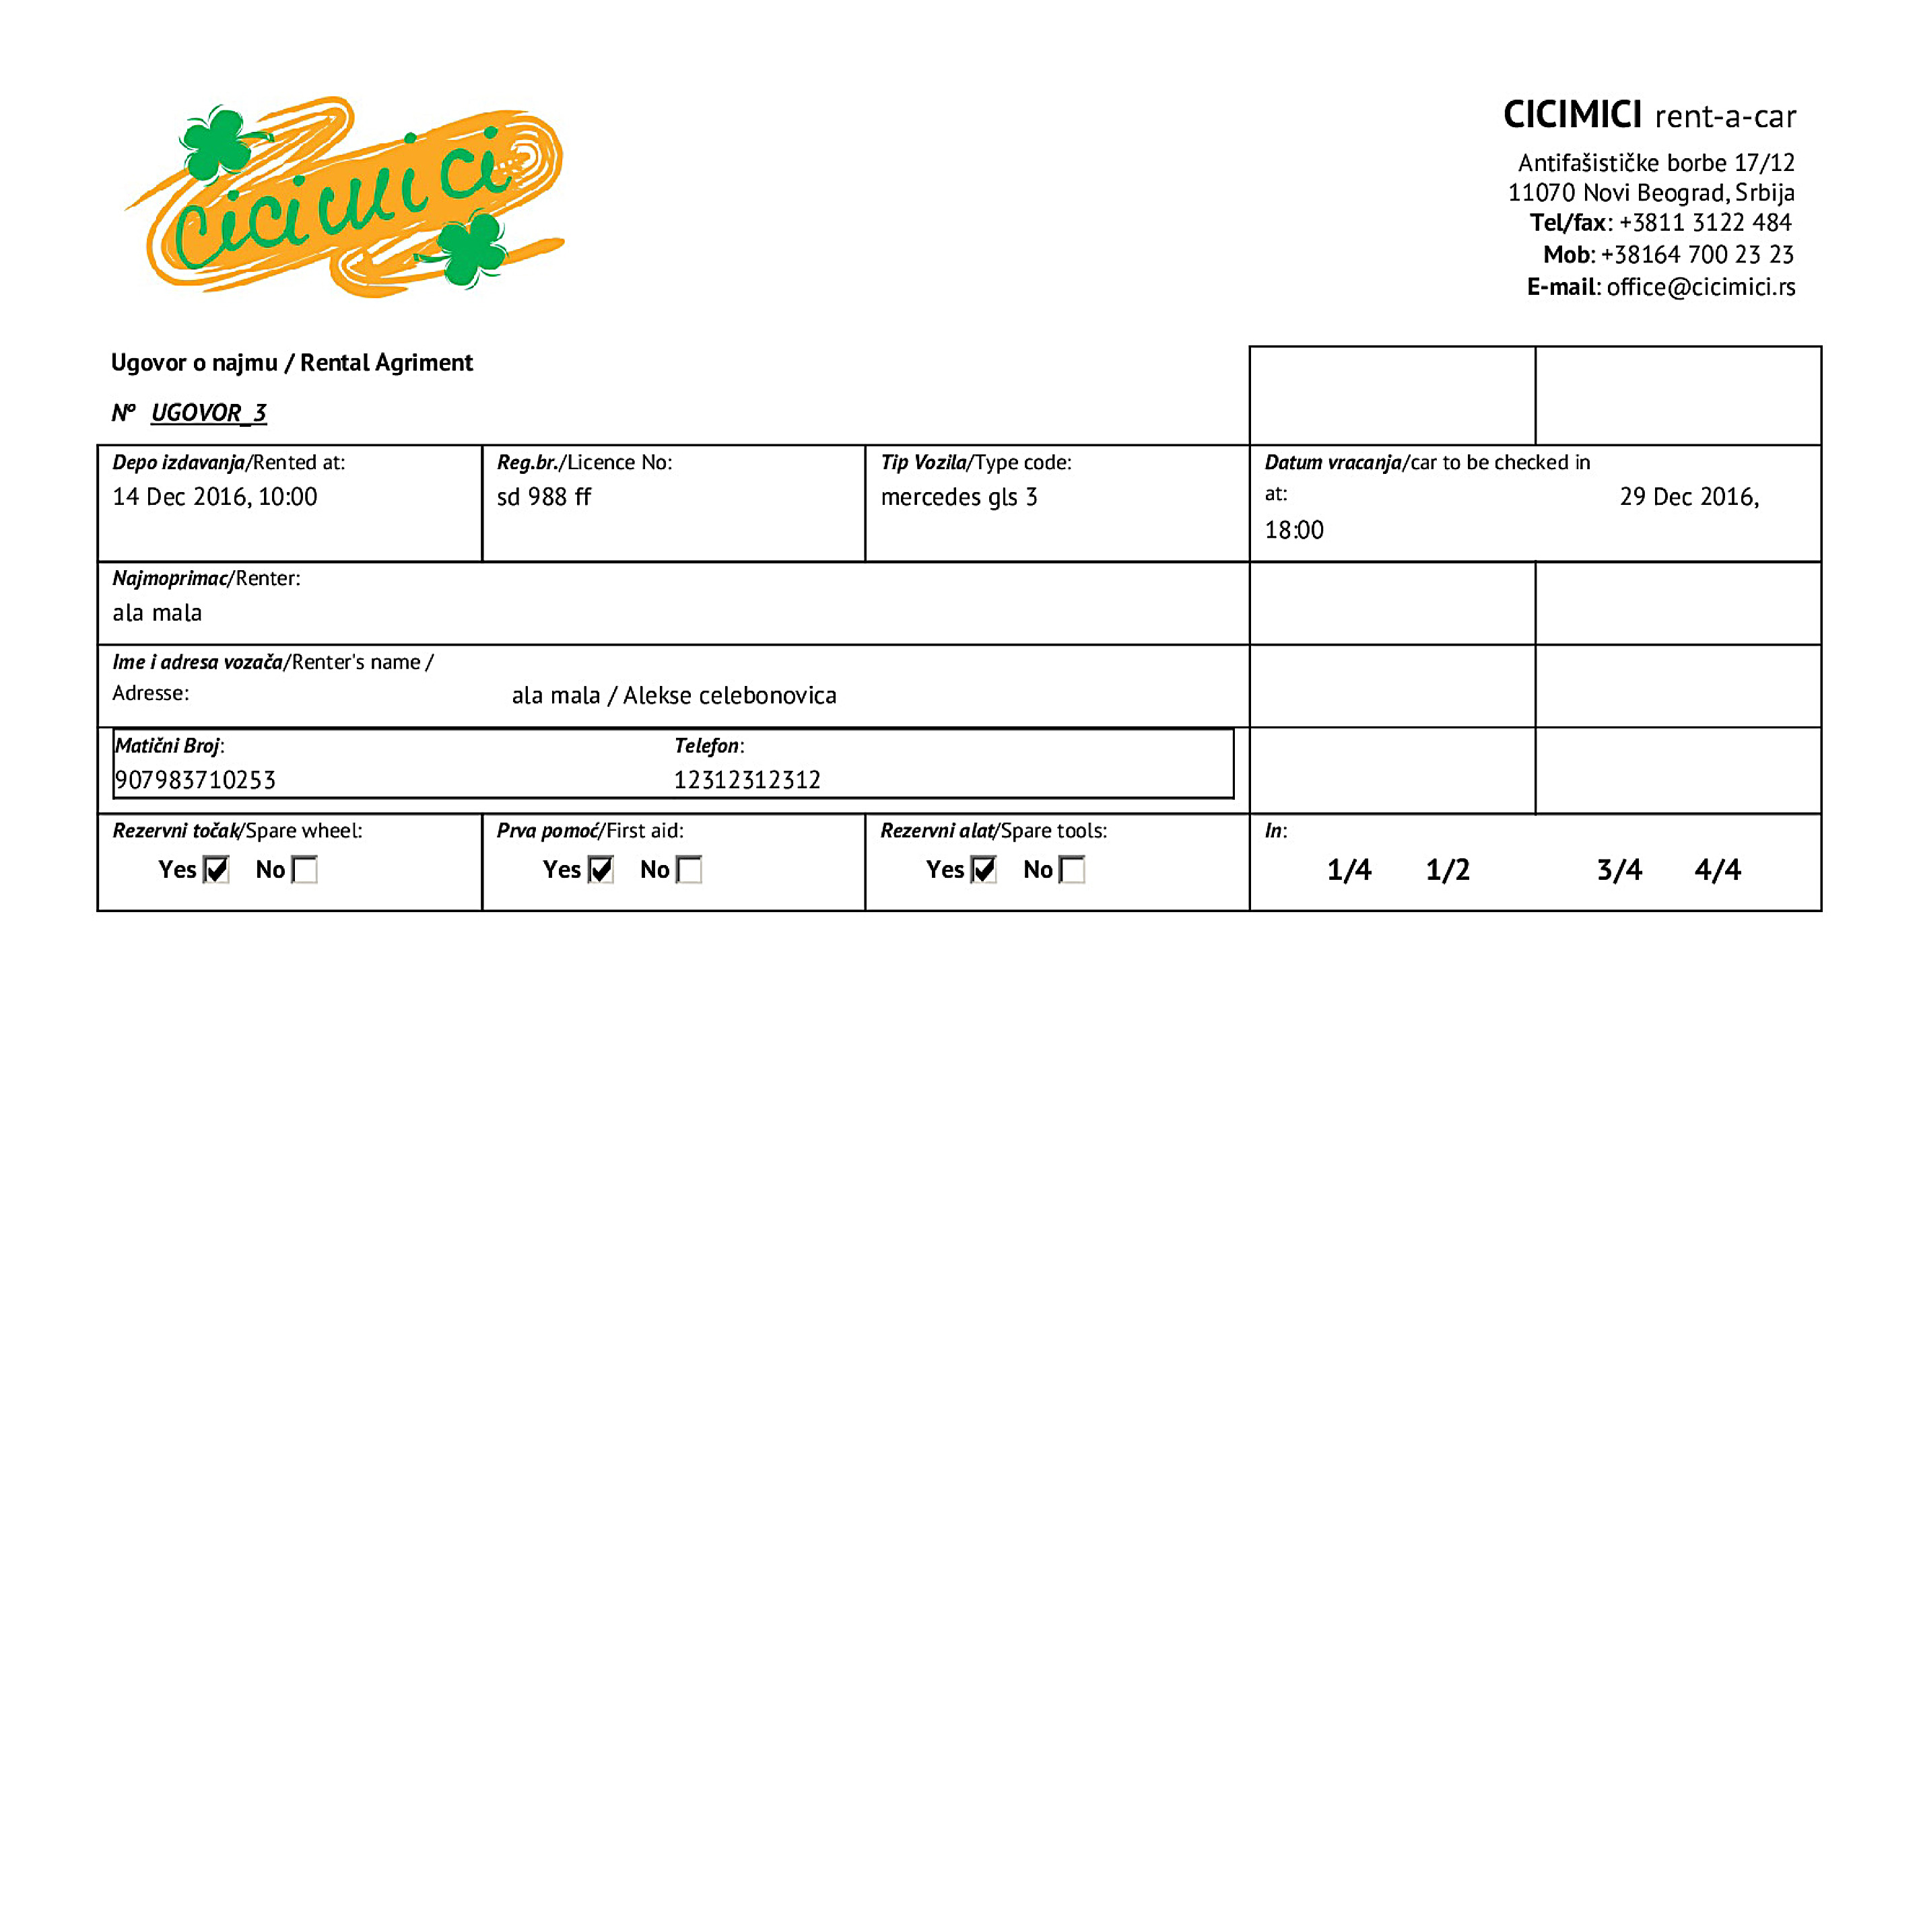 cicimici
CICIMICI rent-a-car
Antifašističke borbe 17/12
11070 Novi Beograd, Srbija
Tel/fax: +3811 3122 484
Mob: +38164 700 23 23
E-mail: office@cicimici.rs
Ugovor o najmu / Rental Agriment
Nº UGOVOR_3
Depo izdavanja/Rented at:
14 Dec 2016, 10:00
Reg.br./Licence No:
sd 988 ff
Tip Vozila/Type code:
mercedes gls 3
Datum vracanja/car to be checked in
at: 29 Dec 2016,
18:00
Najmoprimac/Renter:
ala mala
Ime i adresa vozača/Renter's name /
Adresse: ala mala / Alekse celebonovica
Matični Broj:
907983710253
Telefon:
12312312312
Rezervni točak/Spare wheel:
Yes No
Prva pomoć/First aid:
Yes No
Rezervni alat/Spare tools:
Yes No
In:
1/4 1/2 3/4 4/4